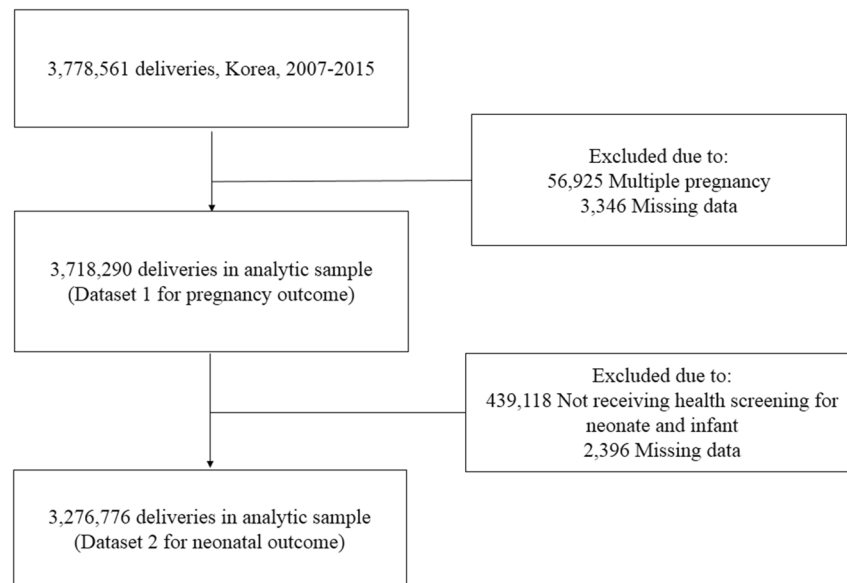 3,778,561 deliveries, Korea, 2007-2015
Excluded due to:
56,925 Multiple pregnancy
3,346 Missing data
3,718,290 deliveries in analytic sample
(Dataset 1 for pregnancy outcome)
Excluded due to:
439,118 Not receiving health screening for
neonate and infant
2,396 Missing data
3,276,776 deliveries in analytic sample
(Dataset 2 for neonatal outcome)